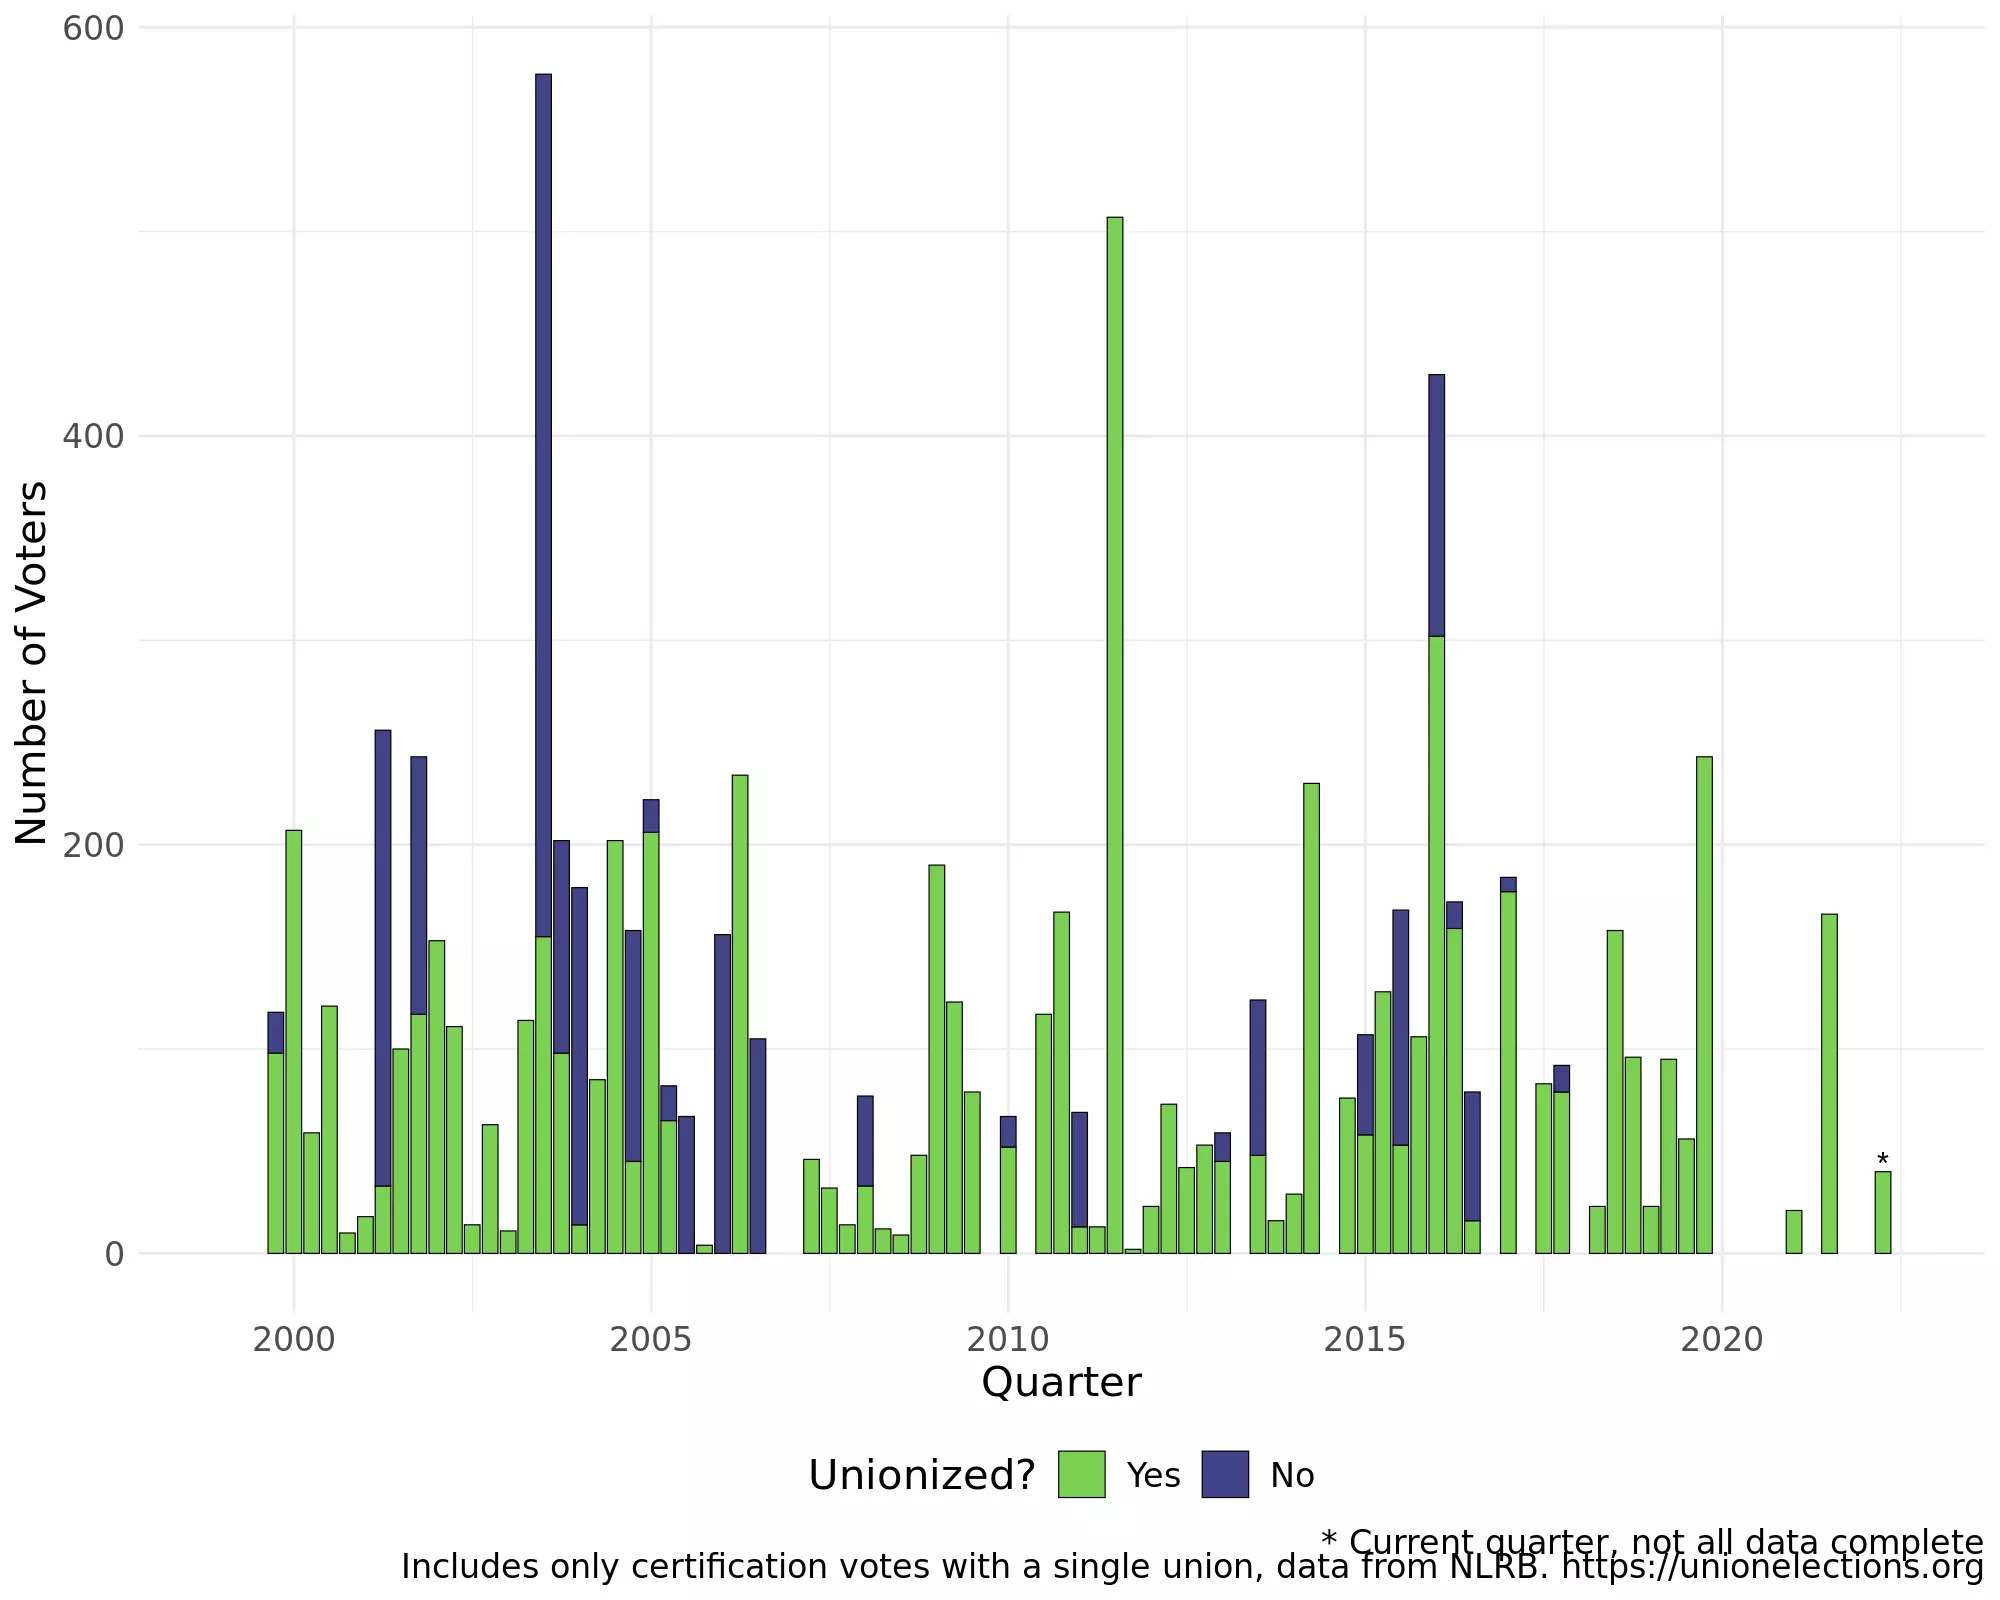 600
400
200
0
Number of Voters
*
2000 2005 2010 2015 2020
Quarter
Unionized? Yes No
* Current quarter, not all data complete
Includes only certification votes with a single union, data from NLRB. https://unionelections.org